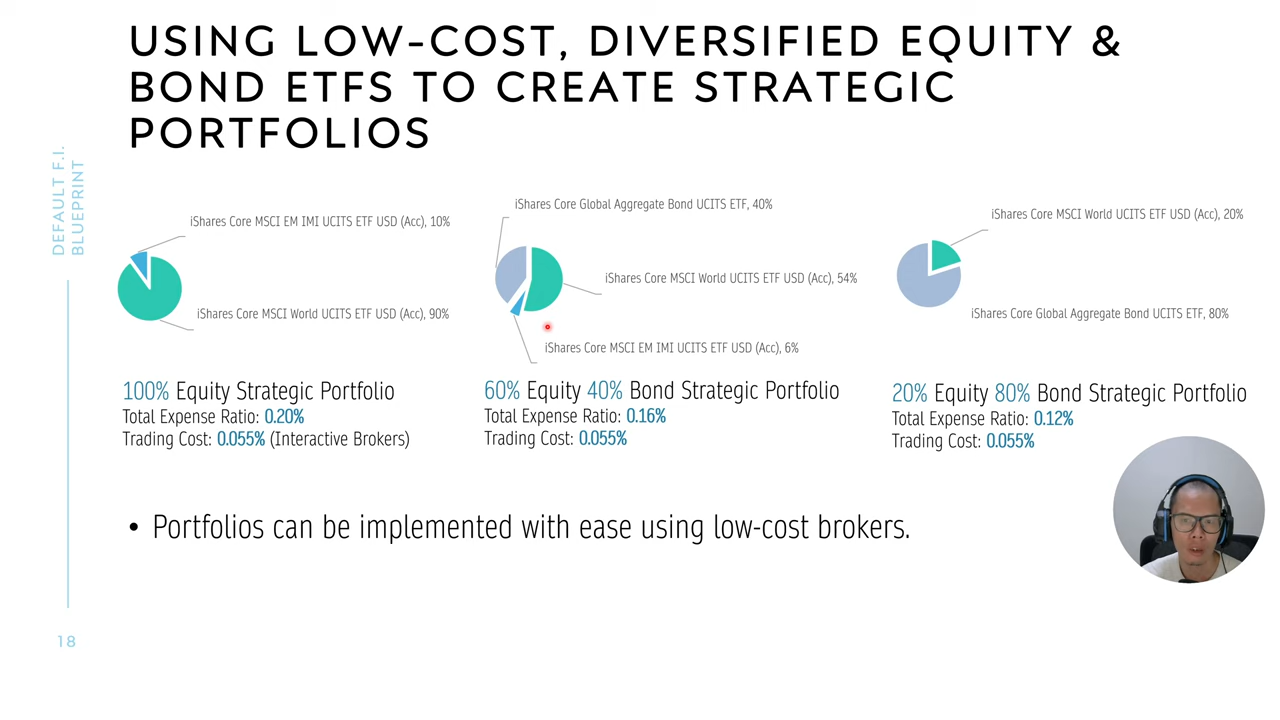 USING LOW-COST, DIVERSIFIED EQUITY &
BOND ETFS TO CREATE STRATEGIC
PORTFOLIOS
DEFAULT F.I.
BLUEPRINT
iShares Core MSCI EM IMI UCITS ETF USD (Acc), 10%
iShares Core MSCI World UCITS ETF USD (Acc), 90%
100% Equity Strategic Portfolio
Total Expense Ratio: 0.20%
Trading Cost: 0.055% (Interactive Brokers)
iShares Core Global Aggregate Bond UCITS ETF, 40%
iShares Core MSCI World UCITS ETF USD (Acc), 54%
iShares Core MSCI EM IMI UCITS ETF USD (Acc), 6%
60% Equity 40% Bond Strategic Portfolio
Total Expense Ratio: 0.16%
Trading Cost: 0.055%
iShares Core MSCI World UCITS ETF USD (Acc), 20%
iShares Core Global Aggregate Bond UCITS ETF, 80%
20% Equity 80% Bond Strategic Portfolio
Total Expense Ratio: 0.12%
Trading Cost: 0.055%
• Portfolios can be implemented with ease using low-cost brokers.
18